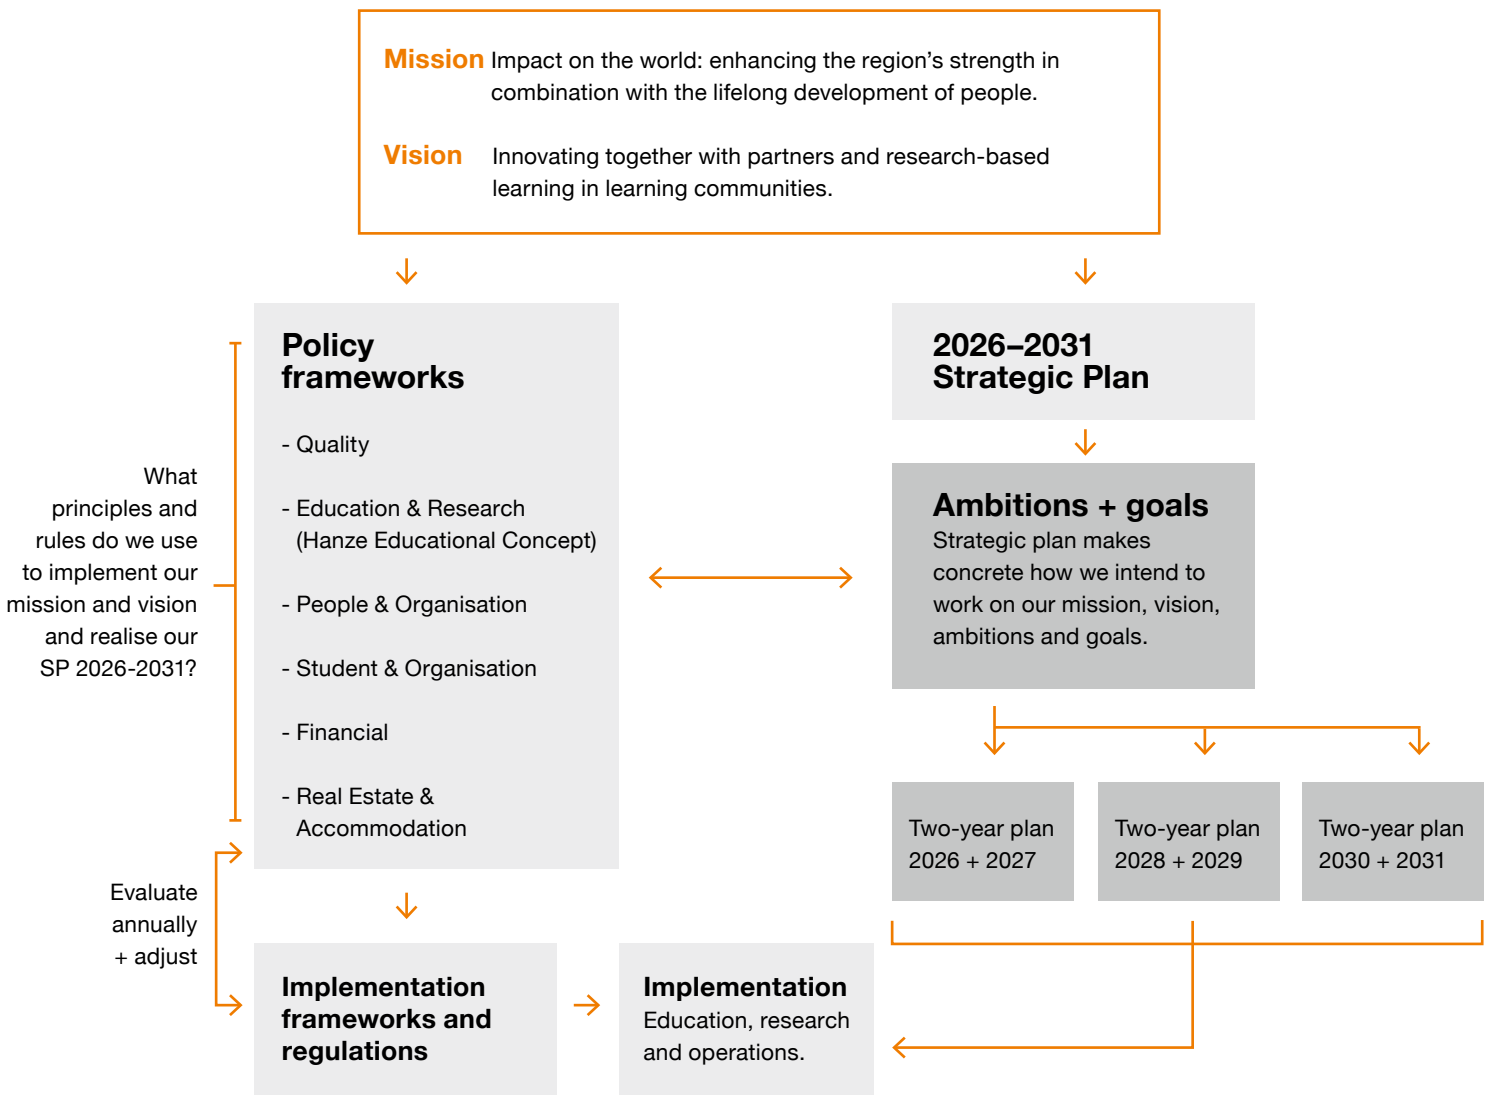 Mission Impact on the world: enhancing the region’s strength in
combination with the lifelong development of people.
Vision Innovating together with partners and research-based
learning in learning communities.
What
principles and
rules do we use
to implement our
mission and vision
and realise our
SP 2026-2031?
Policy
frameworks
- Quality
- Education & Research
(Hanze Educational Concept)
- People & Organisation
- Student & Organisation
- Financial
- Real Estate &
Accommodation
2026–2031
Strategic Plan
Ambitions + goals
Strategic plan makes
concrete how we intend to
work on our mission, vision,
ambitions and goals.
Two-year plan
2026 + 2027
Two-year plan
2028 + 2029
Two-year plan
2030 + 2031
Evaluate
annually
+ adjust
Implementation
frameworks and
regulations
Implementation
Education, research
and operations.